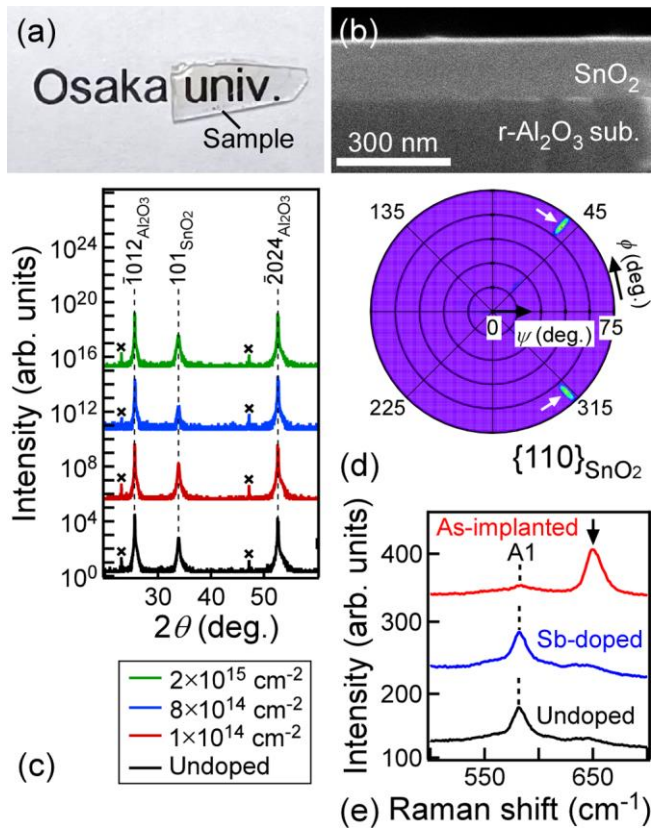 (a)
Osaka univ.
Sample
(b)
SnO2
r-Al2O3 sub.
300 nm
Intensity (arb. units)
10^24
10^20
10^16
10^12
10^8
10^4
10^0
1̄012Al2O3
101SnO2
2̄024Al2O3
× ×
× ×
× ×
× ×
30 40 50
2θ (deg.)
2×10^15 cm-2
8×10^14 cm-2
1×10^14 cm-2
Undoped
(c)
135 45
ϕ (deg.)
0 75
ψ (deg.)
225 315
(d) {110}SnO2
Intensity (arb. units)
400
300
200
100
As-implanted
A1
Sb-doped
Undoped
550 650
(e) Raman shift (cm-1)